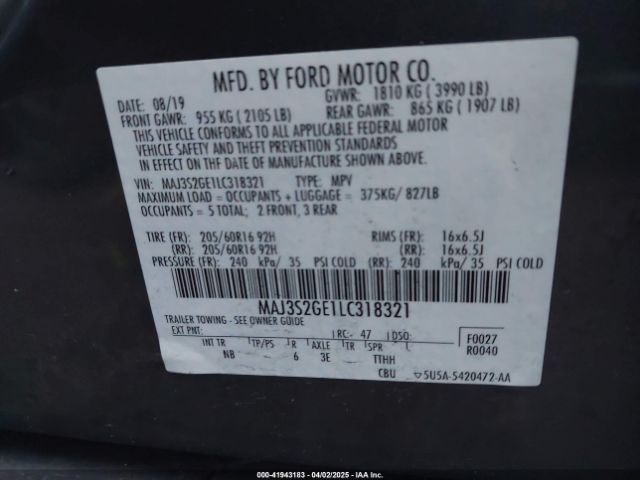 MFD. BY FORD MOTOR CO.
DATE: 08/19 GVWR: 1810 KG ( 3990 LB)
FRONT GAWR: 955 KG ( 2105 LB) REAR GAWR: 865 KG ( 1907 LB)
THIS VEHICLE CONFORMS TO ALL APPLICABLE FEDERAL MOTOR
VEHICLE SAFETY AND THEFT PREVENTION STANDARDS
IN EFFECT ON THE DATE OF MANUFACTURE SHOWN ABOVE.
VIN: MAJ3S2GE1LC318321 TYPE: MPV
MAXIMUM LOAD = OCCUPANTS + LUGGAGE = 375KG/ 827LB
OCCUPANTS = 5 TOTAL; 2 FRONT, 3 REAR
TIRE (FR): 205/60R16 92H RIMS (FR): 16x6.5J
(RR): 205/60R16 92H (RR): 16x6.5J
PRESSURE (FR): 240 kPa/ 35 PSI COLD (RR): 240 kPa/ 35 PSI COLD
MAJ3S2GE1LC318321
TRAILER TOWING - SEE OWNER GUIDE
EXT PNT: RC: 47 DSO: F0027
INT TR TP/PS R AXLE TR SPR R0040
NB 6 3E TTHH
CBU ▽5U5A-5420472-AA
000-41943183 - 04/02/2025 - IAAI.com